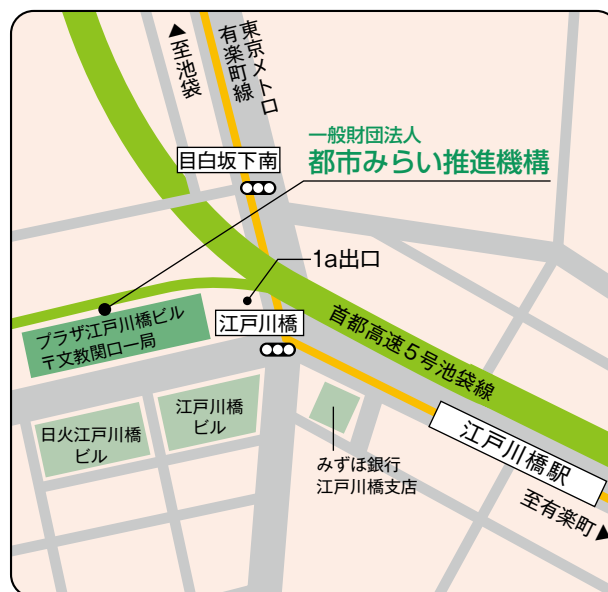 ▲至池袋
東京メトロ
有楽町線
一般財団法人
都市みらい推進機構
目白坂下南
1a出口
江戸川橋
首都高速5号池袋線
プラザ江戸川橋ビル
〒文教関口一局
江戸川橋
ビル
日火江戸川橋
ビル
みずほ銀行
江戸川橋支店
江戸川橋駅
至有楽町▶